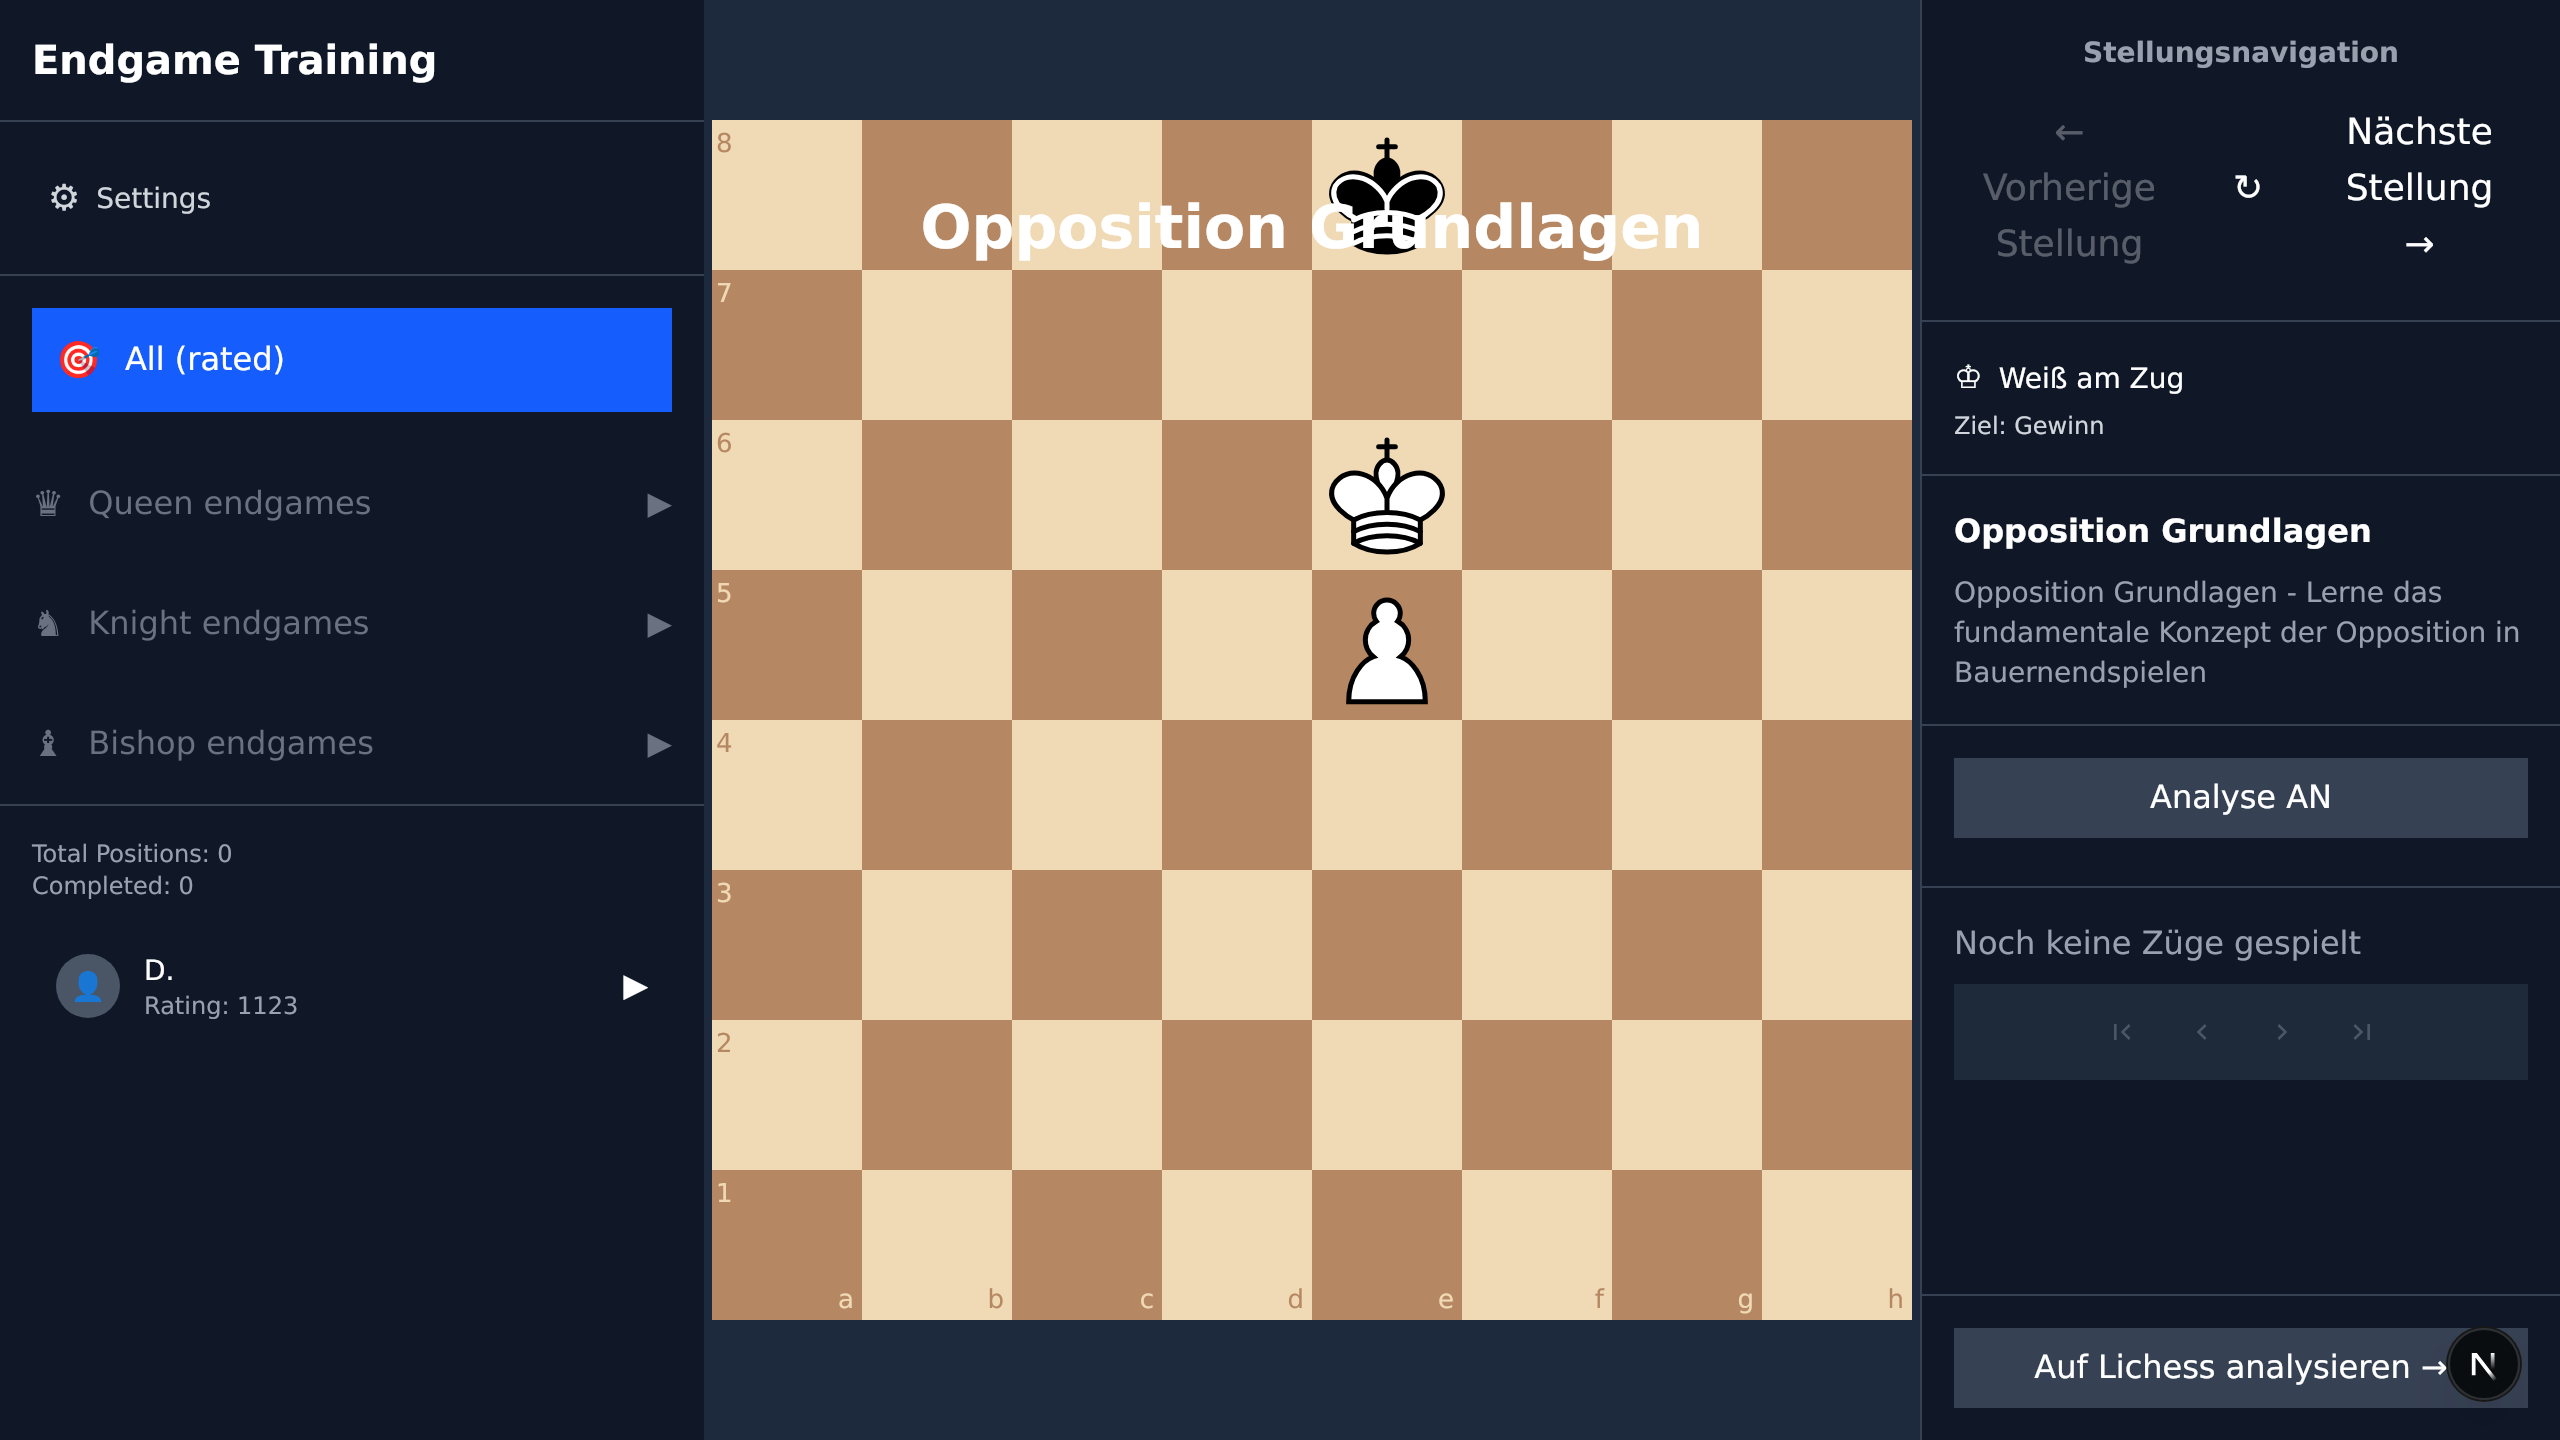 Endgame Training
⚙ Settings
🎯 All (rated)
♛ Queen endgames ▶
♞ Knight endgames ▶
♝ Bishop endgames ▶
Total Positions: 0
Completed: 0
D.
Rating: 1123
▶
Opposition Grundlagen
8
7
6
5
4
3
2
1
a b c d e f g h
Stellungsnavigation
←
Vorherige
Stellung
↻
Nächste
Stellung
→
♔ Weiß am Zug
Ziel: Gewinn
Opposition Grundlagen
Opposition Grundlagen - Lerne das
fundamentale Konzept der Opposition in
Bauernendspielen
Analyse AN
Noch keine Züge gespielt
Auf Lichess analysieren →
N